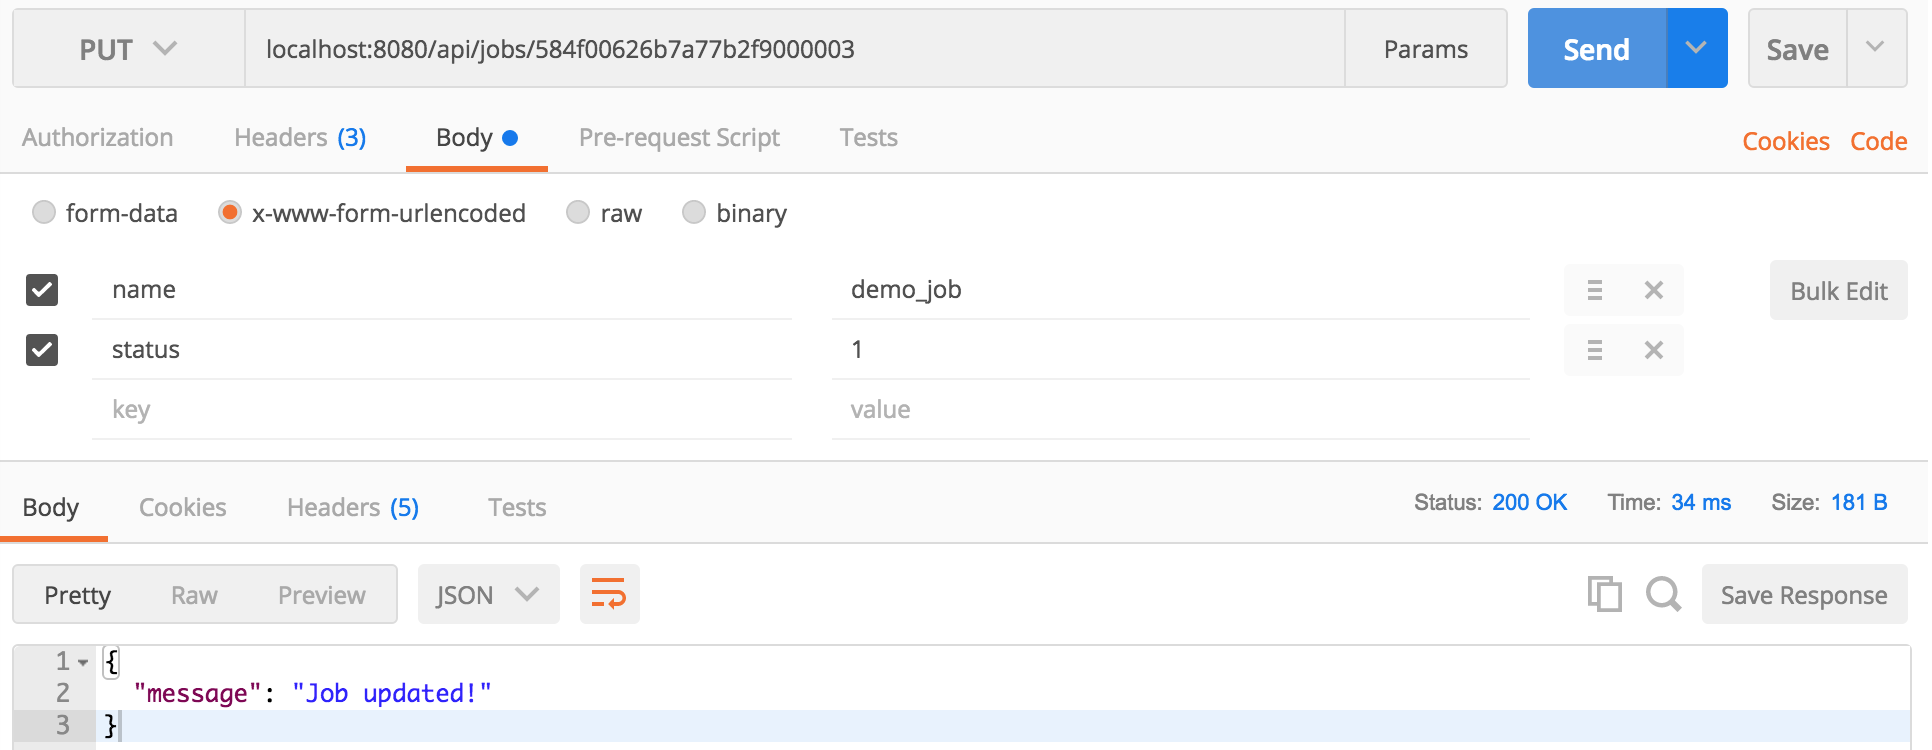 PUT localhost:8080/api/jobs/584f00626b7a77b2f9000003 Params Send Save
Authorization Headers (3) Body Pre-request Script Tests Cookies Code
form-data x-www-form-urlencoded raw binary
name demo_job Bulk Edit
status 1
key value
Body Cookies Headers (5) Tests Status: 200 OK Time: 34 ms Size: 181 B
Pretty Raw Preview JSON Save Response
1 {
2 "message": "Job updated!"
3 }